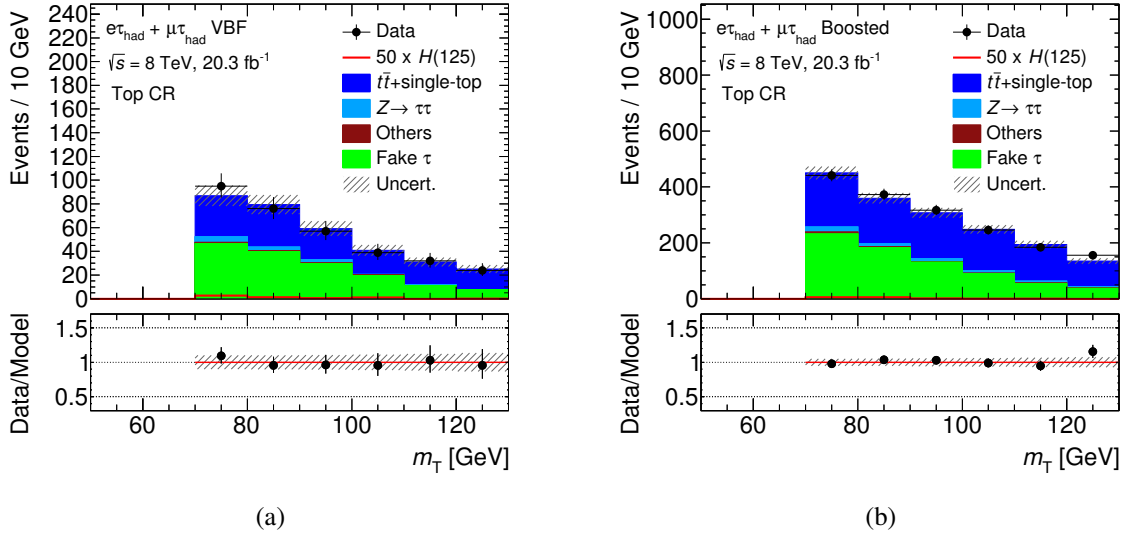 Events / 10 GeV
240
220
200
180
160
140
120
100
80
60
40
20
0
eτhad + μτhad VBF
√s = 8 TeV, 20.3 fb-1
Top CR
Data
50 x H(125)
tt̄+single-top
Z→ ττ
Others
Fake τ
Uncert.
Data/Model
1.5
1
0.5
60 80 100 120
mT [GeV]
(a)
Events / 10 GeV
1000
800
600
400
200
0
eτhad + μτhad Boosted
√s = 8 TeV, 20.3 fb-1
Top CR
Data
50 x H(125)
tt̄+single-top
Z→ ττ
Others
Fake τ
Uncert.
Data/Model
1.5
1
0.5
60 80 100 120
mT [GeV]
(b)